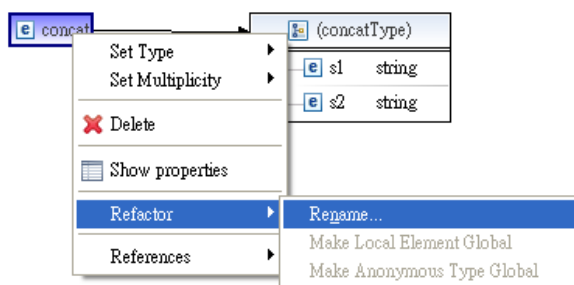 e concat
(concatType)
e s1 string
e s2 string
Set Type
Set Multiplicity
Delete
Show properties
Refactor
References
Rename...
Make Local Element Global
Make Anonymous Type Global